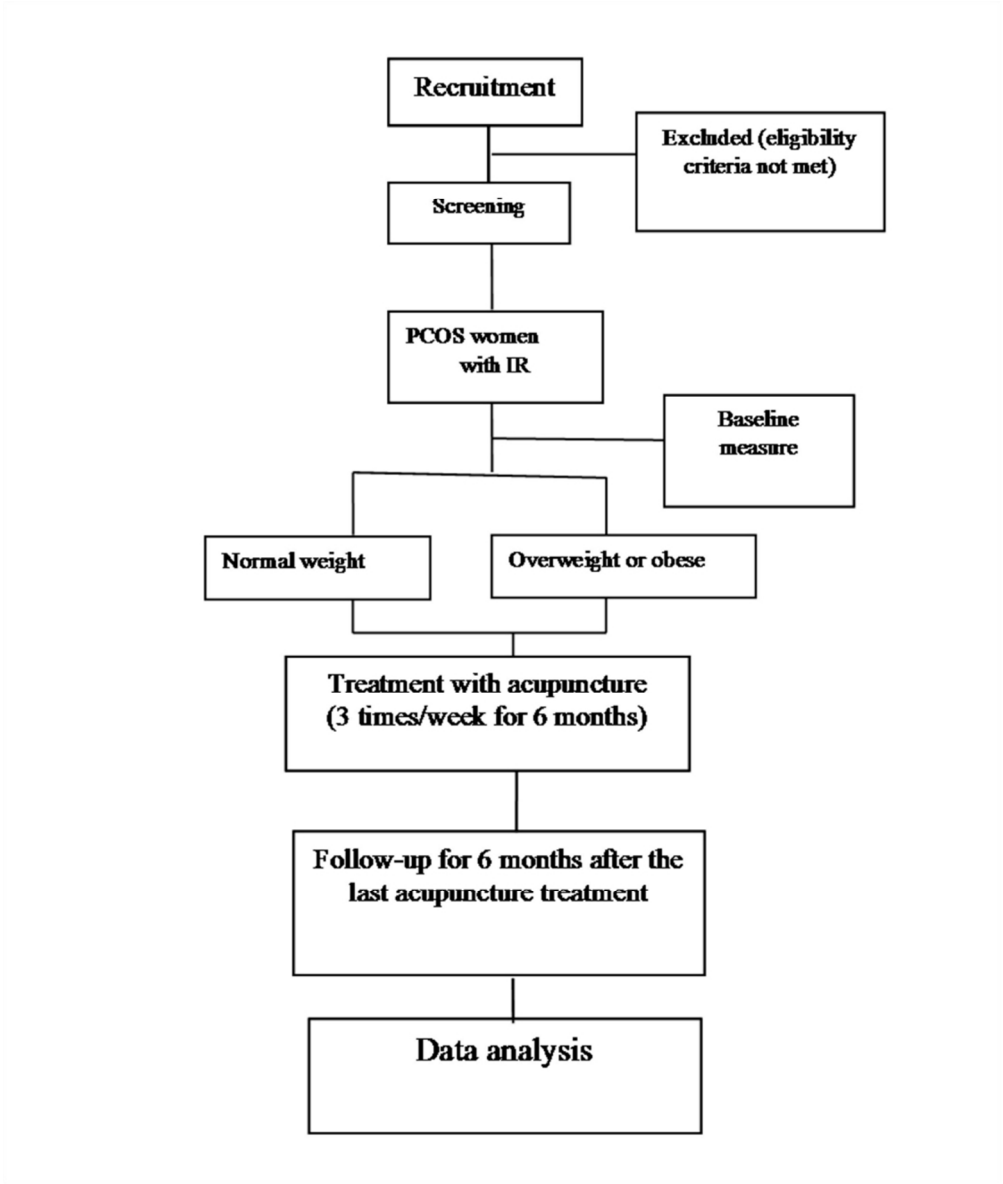 Recruitment
Excluded (eligibility
criteria not met)
Screening
PCOS women
with IR
Baseline
measure
Normal weight
Overweight or obese
Treatment with acupuncture
(3 times/week for 6 months)
Follow-up for 6 months after the
last acupuncture treatment
Data analysis